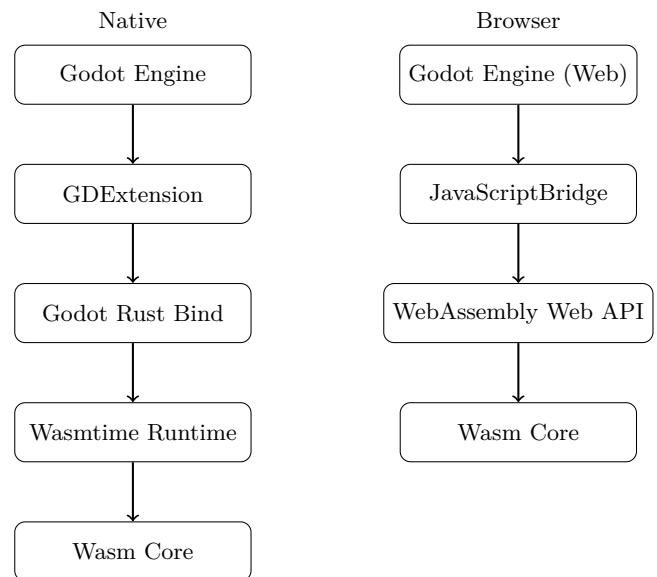 Native
Godot Engine
GDExtension
Godot Rust Bind
Wasmtime Runtime
Wasm Core
Browser
Godot Engine (Web)
JavaScriptBridge
WebAssembly Web API
Wasm Core